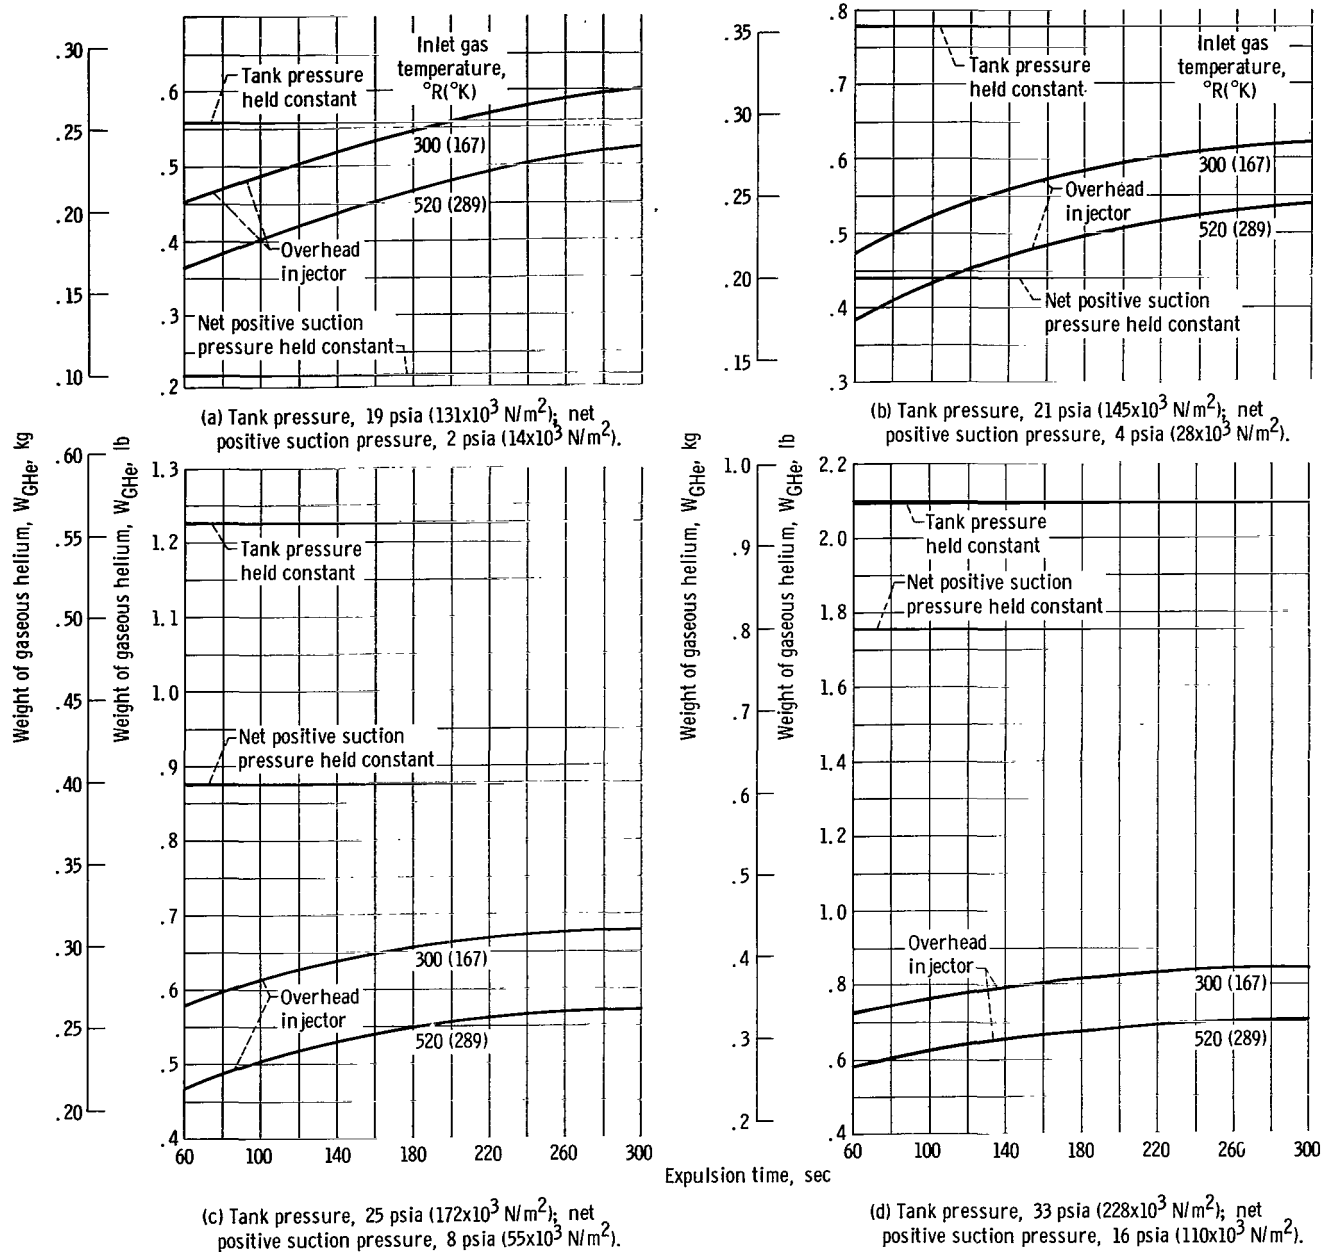 .30
.25
.20
.15
.10
.6
.5
.4
.3
.2
Inlet gas
temperature,
°R(°K)
Tank pressure
held constant
300 (167)
520 (289)
Overhead
injector
Net positive suction
pressure held constant
(a) Tank pressure, 19 psia (131x10³ N/m²); net
positive suction pressure, 2 psia (14x10³ N/m²).
.35
.30
.25
.20
.15
.8
.7
.6
.5
.4
.3
Inlet gas
temperature,
°R(°K)
Tank pressure
held constant
300 (167)
Overhead
injector
520 (289)
Net positive suction
pressure held constant
(b) Tank pressure, 21 psia (145x10³ N/m²); net
positive suction pressure, 4 psia (28x10³ N/m²).
Weight of gaseous helium, W_GHe, kg
Weight of gaseous helium, W_GHe, lb
.60
.55
.50
.45
.40
.35
.30
.25
.20
1.3
1.2
1.1
1.0
.9
.8
.7
.6
.5
.4
Tank pressure
held constant
Net positive suction
pressure held constant
300 (167)
Overhead
injector
520 (289)
60 100 140 180 220 260 300
(c) Tank pressure, 25 psia (172x10³ N/m²); net
positive suction pressure, 8 psia (55x10³ N/m²).
Weight of gaseous helium, W_GHe, kg
Weight of gaseous helium, W_GHe, lb
1.0
.9
.8
.7
.6
.5
.4
.3
.2
2.2
2.0
1.8
1.6
1.4
1.2
1.0
.8
.6
.4
Tank pressure
held constant
Net positive suction
pressure held constant
Overhead
injector
300 (167)
520 (289)
60 100 140 180 220 260 300
Expulsion time, sec
(d) Tank pressure, 33 psia (228x10³ N/m²); net
positive suction pressure, 16 psia (110x10³ N/m²).